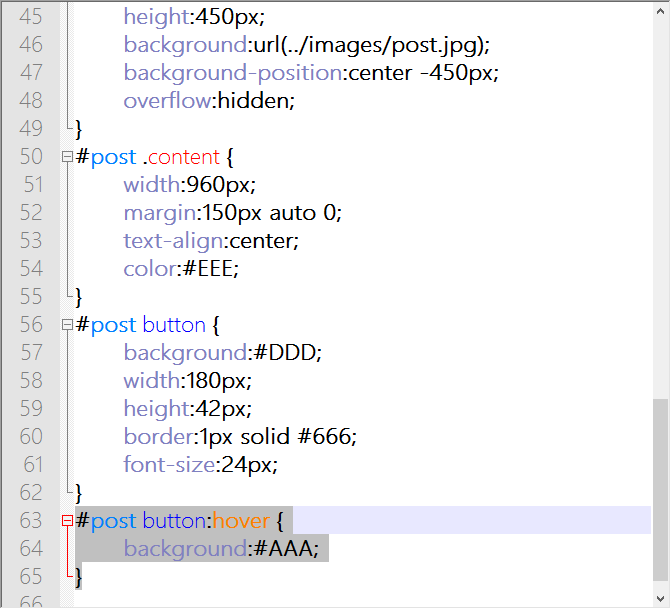 45 height:450px;
46 background:url(../images/post.jpg);
47 background-position:center -450px;
48 overflow:hidden;
49 }
50 #post .content {
51 width:960px;
52 margin:150px auto 0;
53 text-align:center;
54 color:#EEE;
55 }
56 #post button {
57 background:#DDD;
58 width:180px;
59 height:42px;
60 border:1px solid #666;
61 font-size:24px;
62 }
63 #post button:hover {
64 background:#AAA;
65 }
66